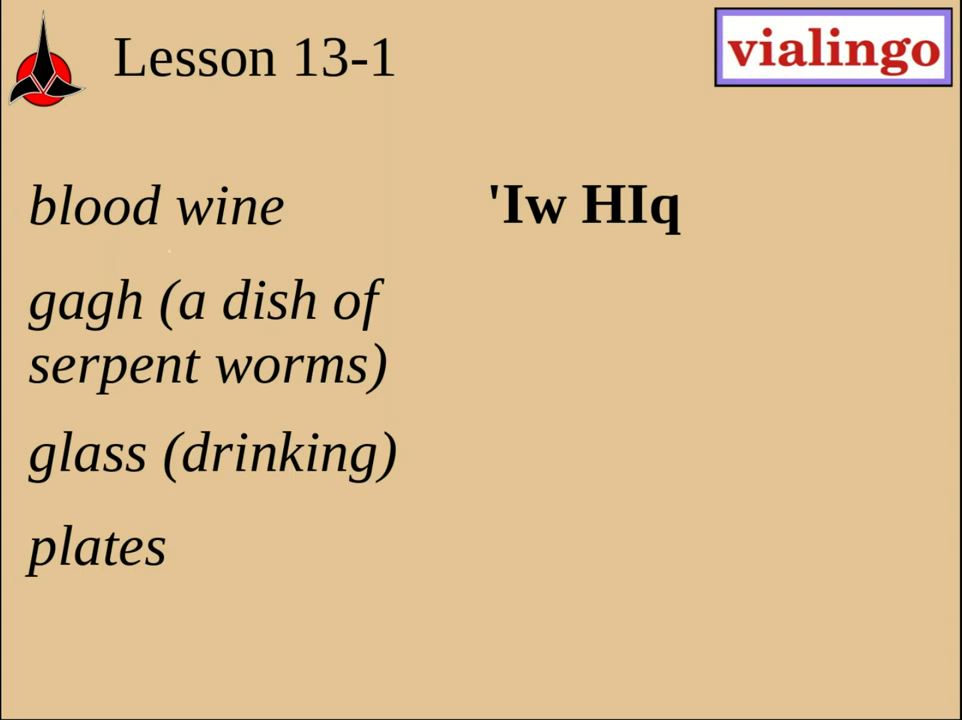 Lesson 13-1
vialingo
blood wine
'Iw HIq
gagh (a dish of
serpent worms)
glass (drinking)
plates